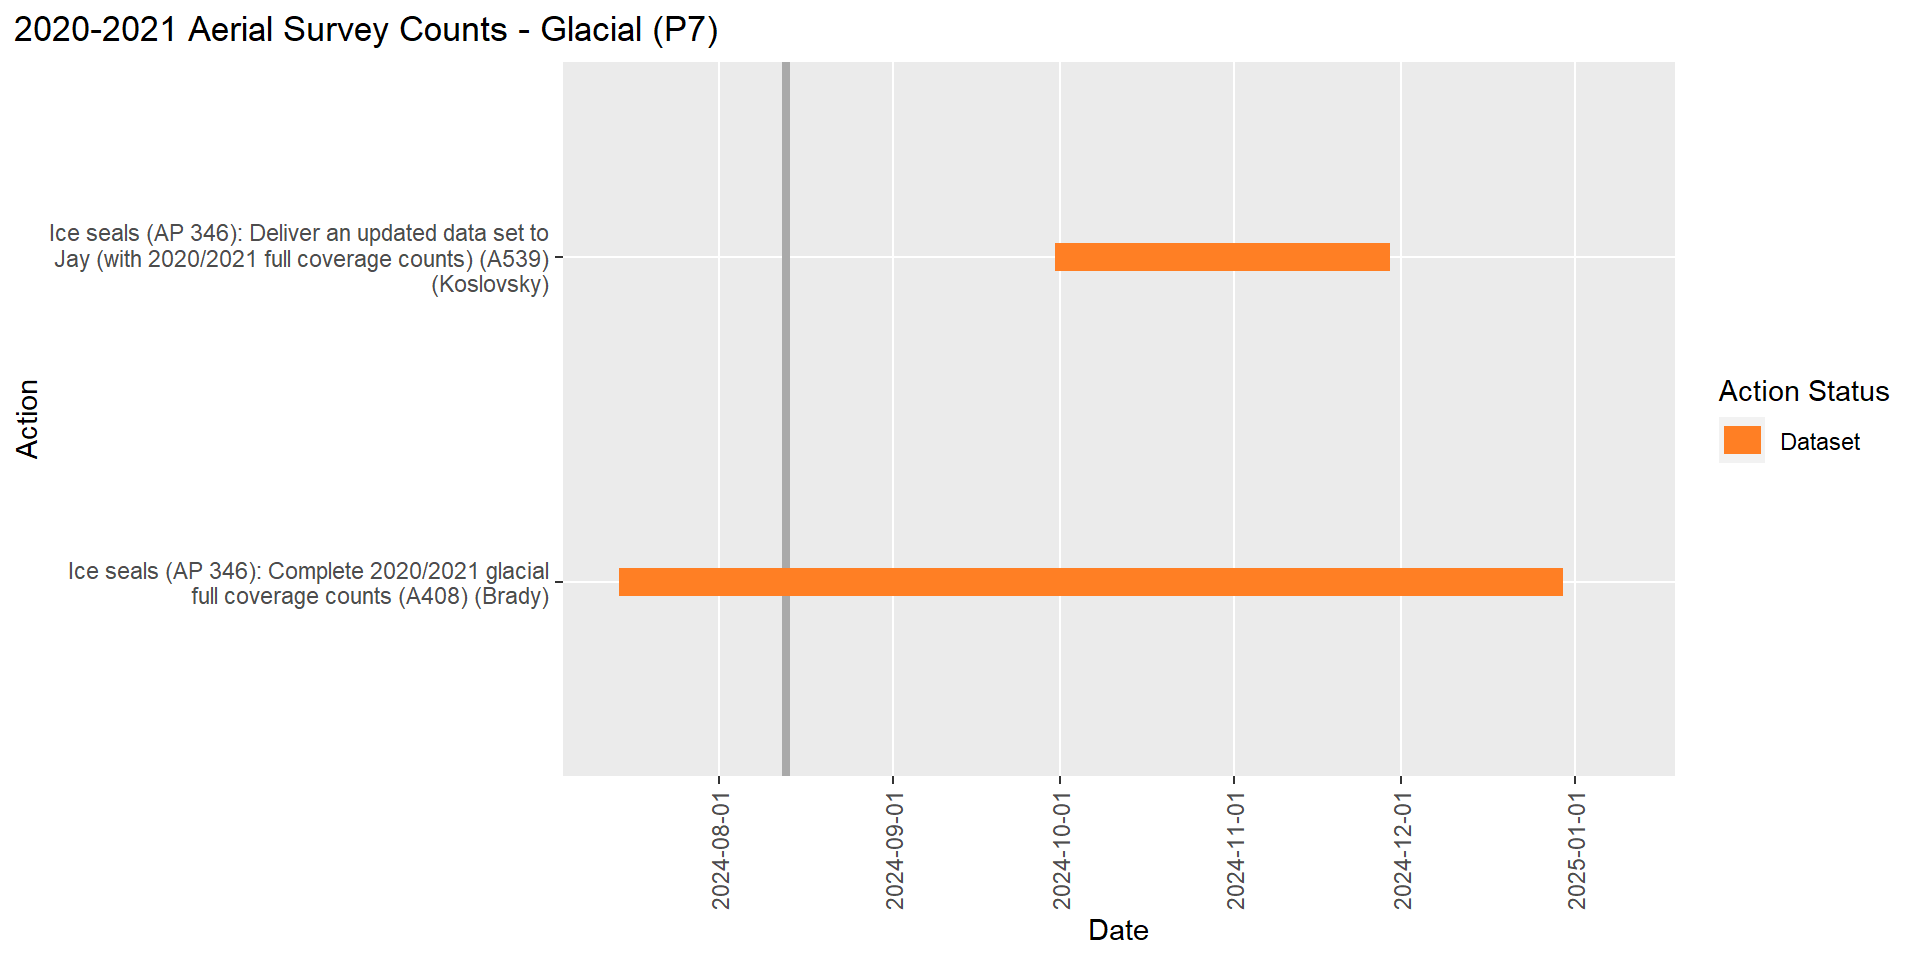 2020-2021 Aerial Survey Counts - Glacial (P7)
Ice seals (AP 346): Deliver an updated data set to
Jay (with 2020/2021 full coverage counts) (A539)
(Koslovsky)
Action
Ice seals (AP 346): Complete 2020/2021 glacial
full coverage counts (A408) (Brady)
Action Status
Dataset
2024-08-01
2024-09-01
2024-10-01
2024-11-01
2024-12-01
2025-01-01
Date